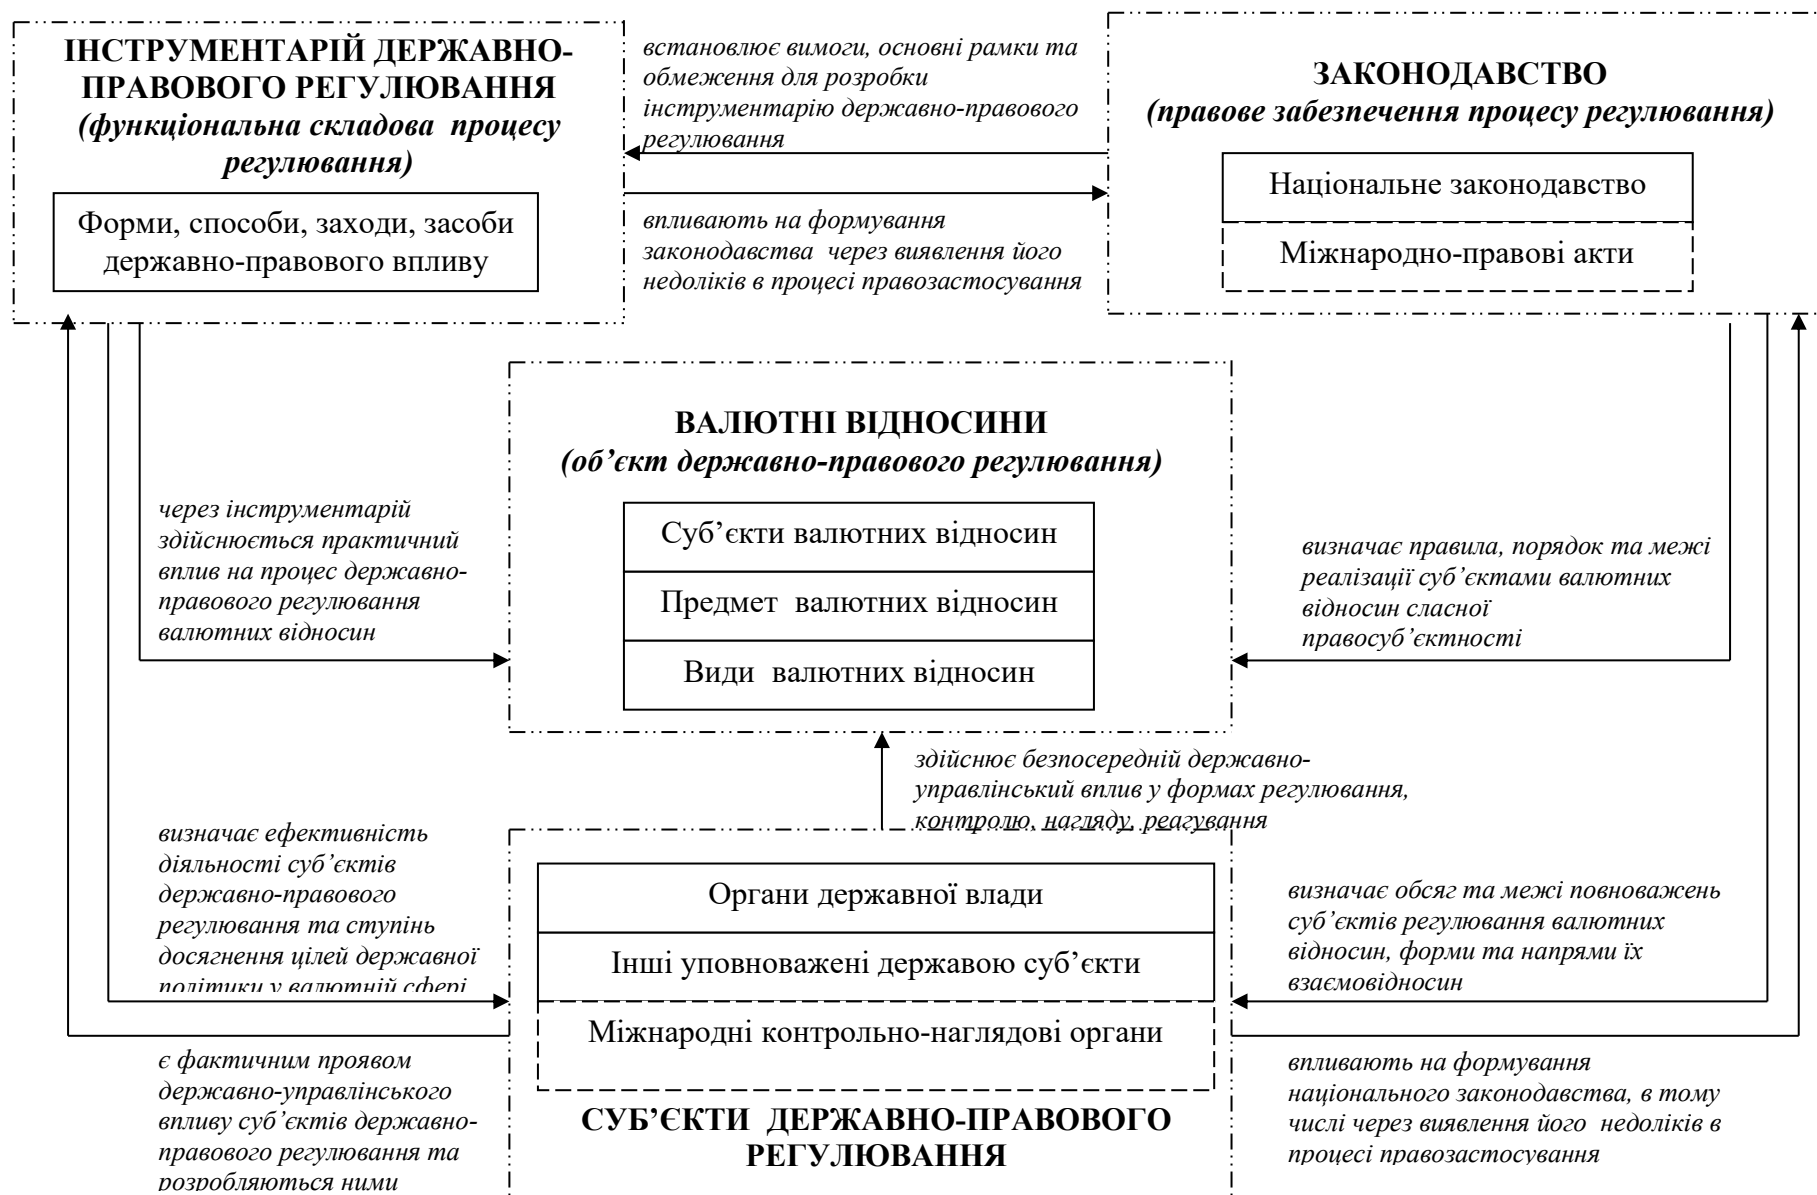 ІНСТРУМЕНТАРІЙ ДЕРЖАВНО-
ПРАВОВОГО РЕГУЛЮВАННЯ
(функціональна складова процесу
регулювання)
Форми, способи, заходи, засоби
державно-правового впливу
встановлює вимоги, основні рамки та
обмеження для розробки
інструментарію державно-правового
регулювання
впливають на формування
законодавства через виявлення його
недоліків в процесі правозастосування
ЗАКОНОДАВСТВО
(правове забезпечення процесу регулювання)
Національне законодавство
Міжнародно-правові акти
ВАЛЮТНІ ВІДНОСИНИ
(об’єкт державно-правового регулювання)
Суб’єкти валютних відносин
Предмет валютних відносин
Види валютних відносин
через інструментарій
здійснюється практичний
вплив на процес державно-
правового регулювання
валютних відносин
визначає правила, порядок та межі
реалізації суб’єктами валютних
відносин сласної
правосуб’єктності
здійснює безпосередній державно-
управлінський вплив у формах регулювання,
контролю, нагляду, реагування
визначає ефективність
діяльності суб’єктів
державно-правового
регулювання та ступінь
досягнення цілей державної
політики у валютній сфері
Органи державної влади
Інші уповноважені державою суб’єкти
Міжнародні контрольно-наглядові органи
СУБ’ЄКТИ ДЕРЖАВНО-ПРАВОВОГО
РЕГУЛЮВАННЯ
визначає обсяг та межі повноважень
суб’єктів регулювання валютних
відносин, форми та напрями їх
взаємовідносин
є фактичним проявом
державно-управлінського
впливу суб’єктів державно-
правового регулювання та
розробляються ними
впливають на формування
національного законодавства, в тому
числі через виявлення його недоліків в
процесі правозастосування